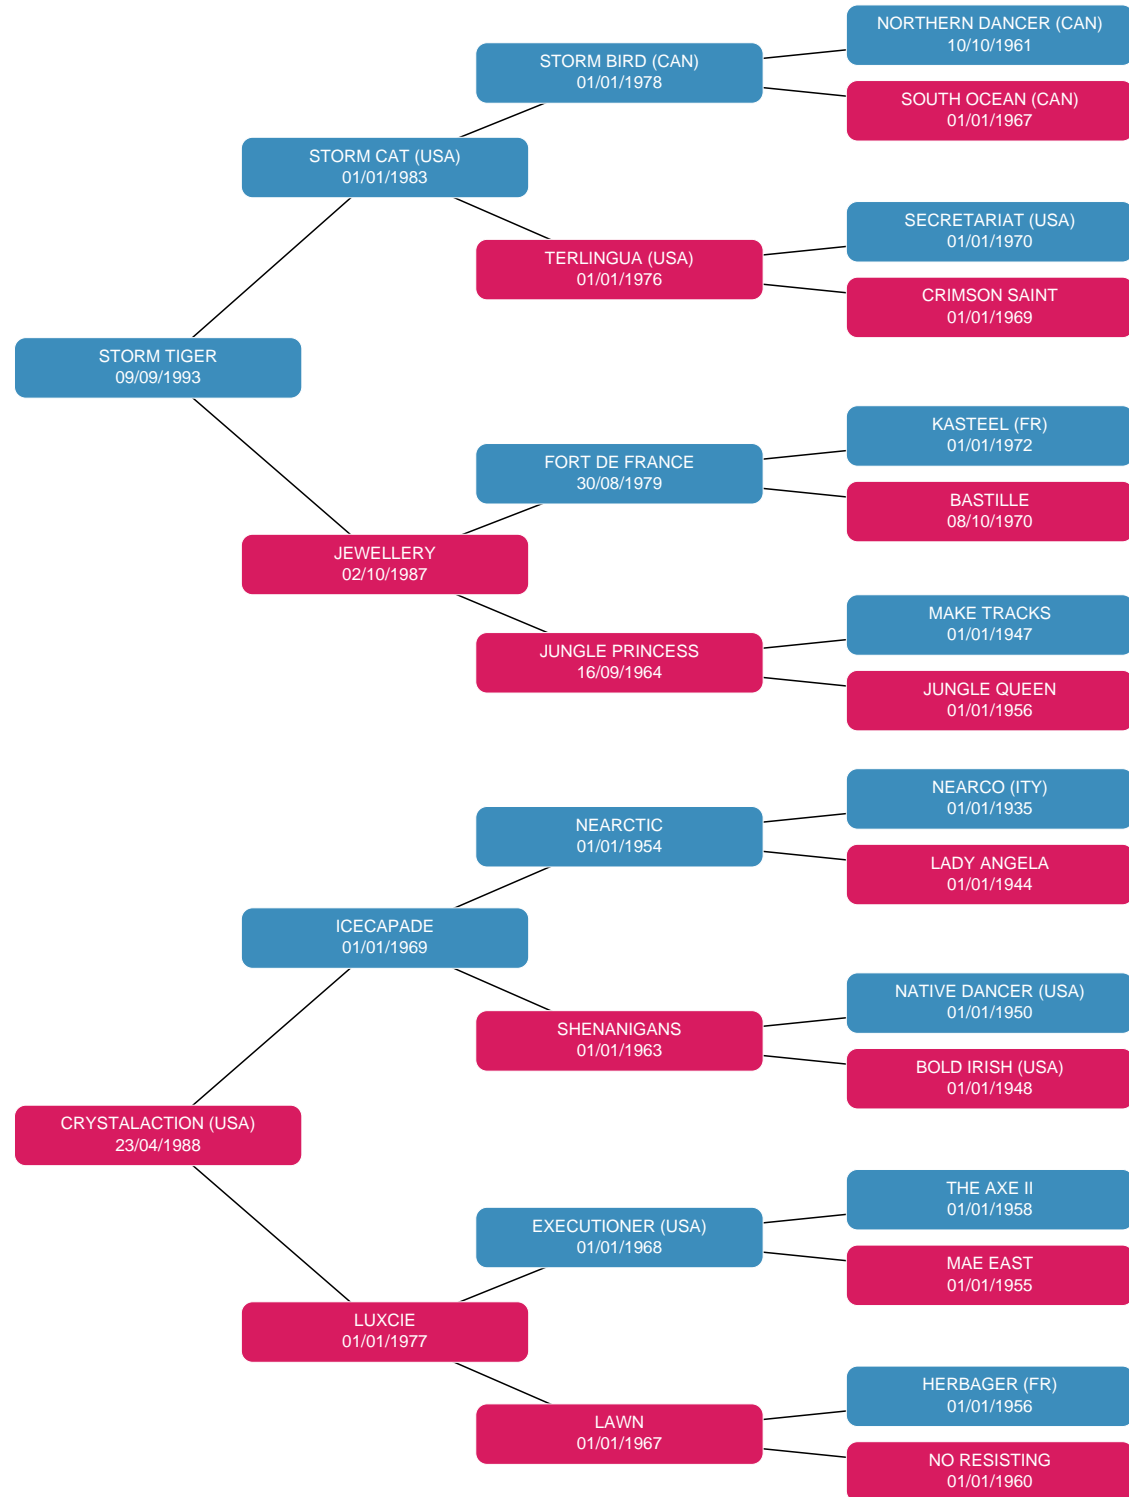 NORTHERN DANCER (CAN)
10/10/1961
STORM BIRD (CAN)
01/01/1978
SOUTH OCEAN (CAN)
01/01/1967
STORM CAT (USA)
01/01/1983
SECRETARIAT (USA)
01/01/1970
TERLINGUA (USA)
01/01/1976
CRIMSON SAINT
01/01/1969
STORM TIGER
09/09/1993
KASTEEL (FR)
01/01/1972
FORT DE FRANCE
30/08/1979
BASTILLE
08/10/1970
JEWELLERY
02/10/1987
MAKE TRACKS
01/01/1947
JUNGLE PRINCESS
16/09/1964
JUNGLE QUEEN
01/01/1956
NEARCO (ITY)
01/01/1935
NEARCTIC
01/01/1954
LADY ANGELA
01/01/1944
ICECAPADE
01/01/1969
NATIVE DANCER (USA)
01/01/1950
SHENANIGANS
01/01/1963
BOLD IRISH (USA)
01/01/1948
CRYSTALACTION (USA)
23/04/1988
THE AXE II
01/01/1958
EXECUTIONER (USA)
01/01/1968
MAE EAST
01/01/1955
LUXCIE
01/01/1977
HERBAGER (FR)
01/01/1956
LAWN
01/01/1967
NO RESISTING
01/01/1960